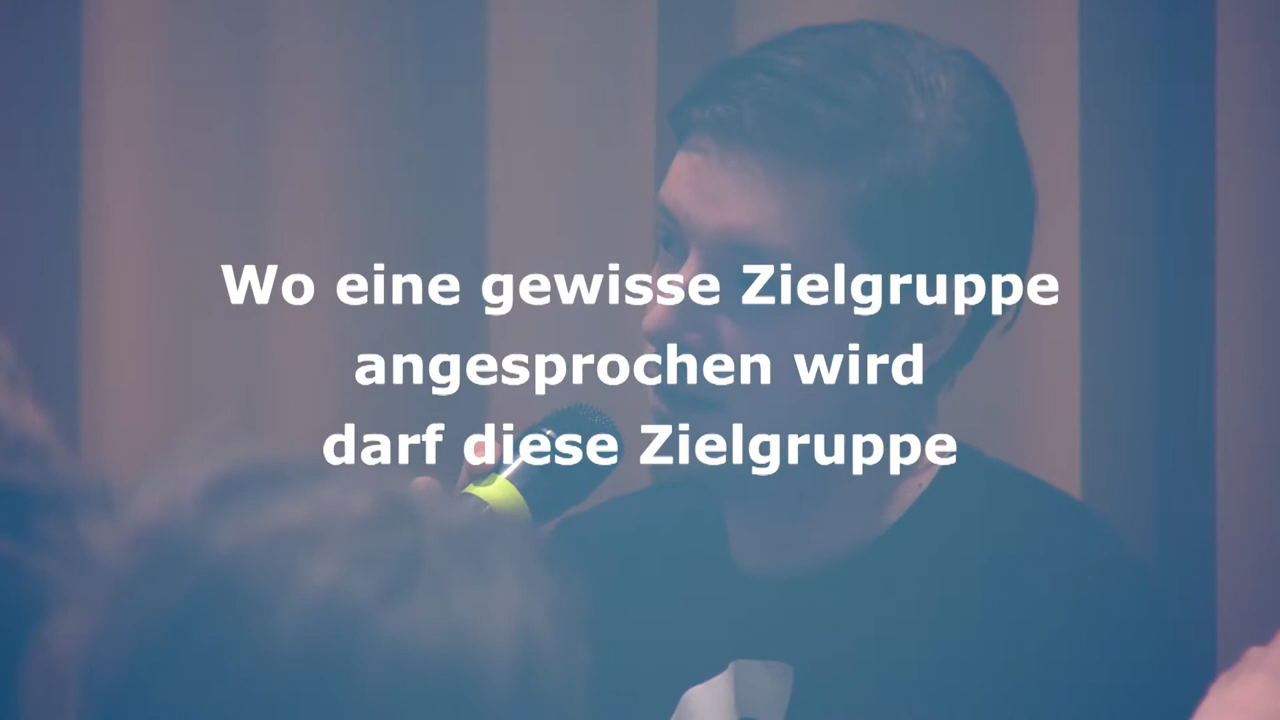 Wo eine gewisse Zielgruppe
angesprochen wird
darf diese Zielgruppe